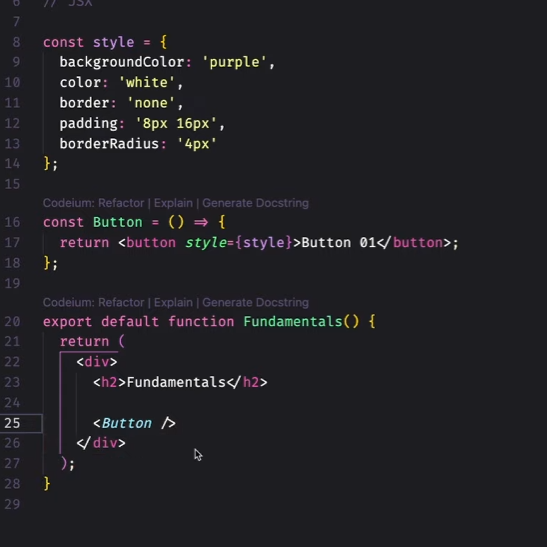 6 // JSX
7
8 const style = {
9 backgroundColor: 'purple',
10 color: 'white',
11 border: 'none',
12 padding: '8px 16px',
13 borderRadius: '4px'
14 };
15
Codeium: Refactor | Explain | Generate Docstring
16 const Button = () => {
17 return <button style={style}>Button 01</button>;
18 };
19
Codeium: Refactor | Explain | Generate Docstring
20 export default function Fundamentals() {
21 return (
22 <div>
23 <h2>Fundamentals</h2>
24
25 <Button />
26 </div>
27 );
28 }
29